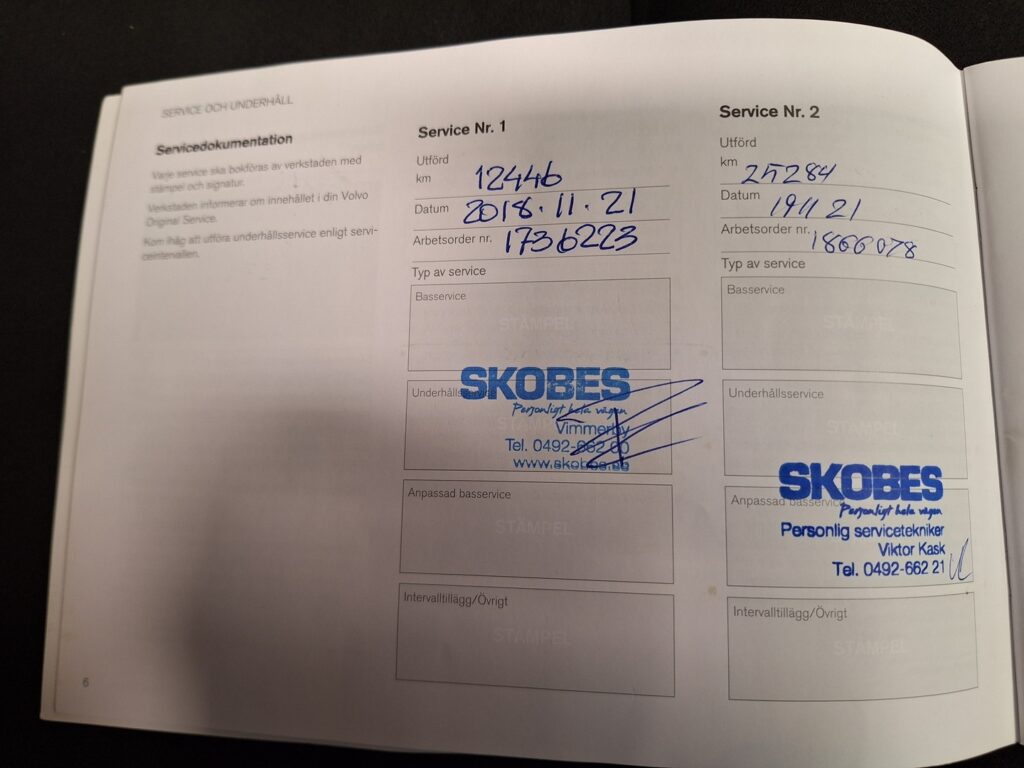 SERVICE OCH UNDERHÅLL
Servicedokumentation
Varje service ska bokföras av verkstaden med
stämpel och signatur.
Verkstaden informerar om innehållet i din Volvo
Original Service.
Kom ihåg att utföra underhållsservice enligt servi-
ceintervallen.
6
Service Nr. 1
Utförd
km 12446
Datum 2018.11.21
Arbetsorder nr. 1736223
Typ av service
Basservice
STÄMPEL
Underhållsservice
SKOBES
Personligt hela vägen
STÄMPEL
Vimmerby
Tel. 0492-662 00
www.skobes.se
Anpassad basservice
STÄMPEL
Intervalltillägg/Övrigt
STÄMPEL
Service Nr. 2
Utförd
km 25284
Datum 191121
Arbetsorder nr. 1866078
Typ av service
Basservice
STÄMPEL
Underhållsservice
STÄMPEL
Anpassad basservice
SKOBES
Personligt hela vägen
Personlig servicetekniker
Viktor Kask
Tel. 0492-662 21
Intervalltillägg/Övrigt
STÄMPEL